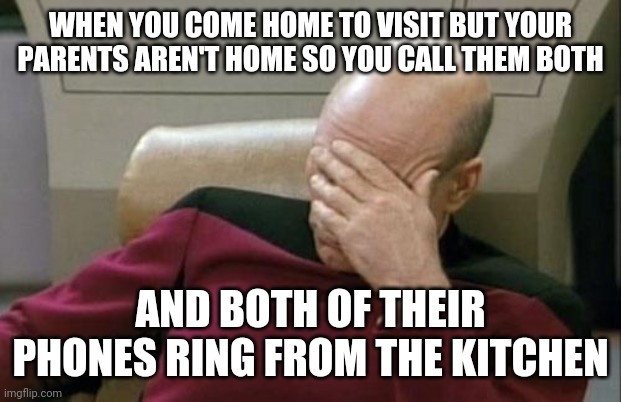 WHEN YOU COME HOME TO VISIT BUT YOUR
PARENTS AREN'T HOME SO YOU CALL THEM BOTH
AND BOTH OF THEIR
PHONES RING FROM THE KITCHEN
imgflip.com